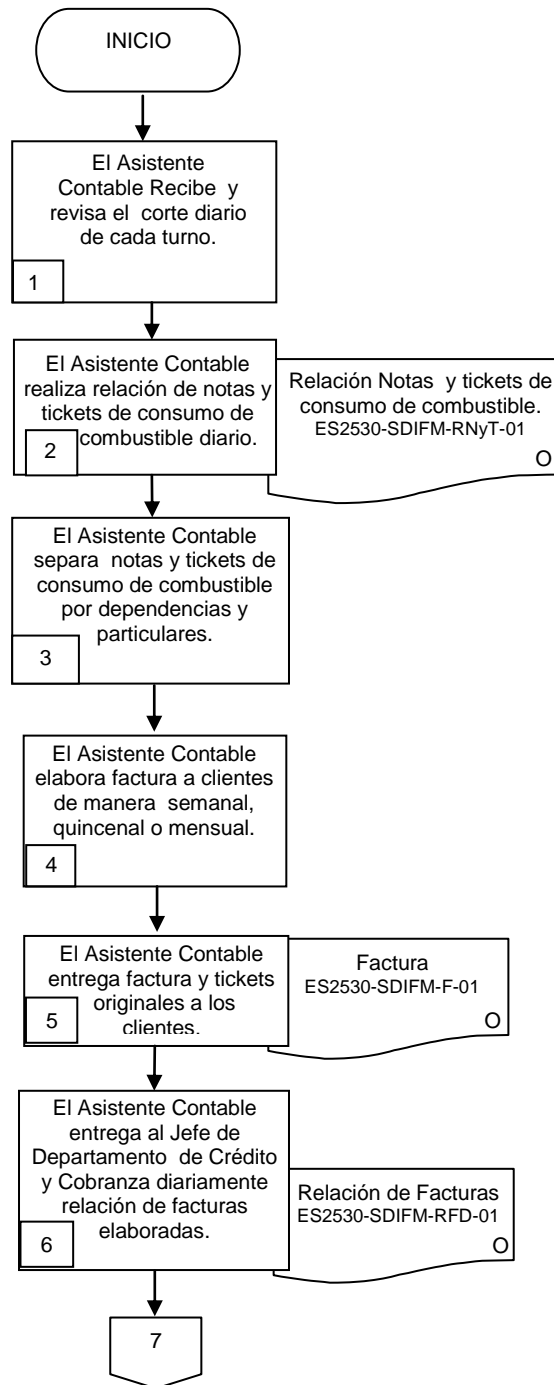 INICIO
El Asistente
Contable Recibe y
revisa el corte diario
de cada turno.
1
El Asistente Contable
realiza relación de notas y
tickets de consumo de
combustible diario.
2
Relación Notas y tickets de
consumo de combustible.
ES2530-SDIFM-RNyT-01
O
El Asistente Contable
separa notas y tickets de
consumo de combustible
por dependencias y
particulares.
3
El Asistente Contable
elabora factura a clientes
de manera semanal,
quincenal o mensual.
4
El Asistente Contable
entrega factura y tickets
originales a los
clientes.
5
Factura
ES2530-SDIFM-F-01
O
El Asistente Contable
entrega al Jefe de
Departamento de Crédito
y Cobranza diariamente
relación de facturas
elaboradas.
6
Relación de Facturas
ES2530-SDIFM-RFD-01
O
7